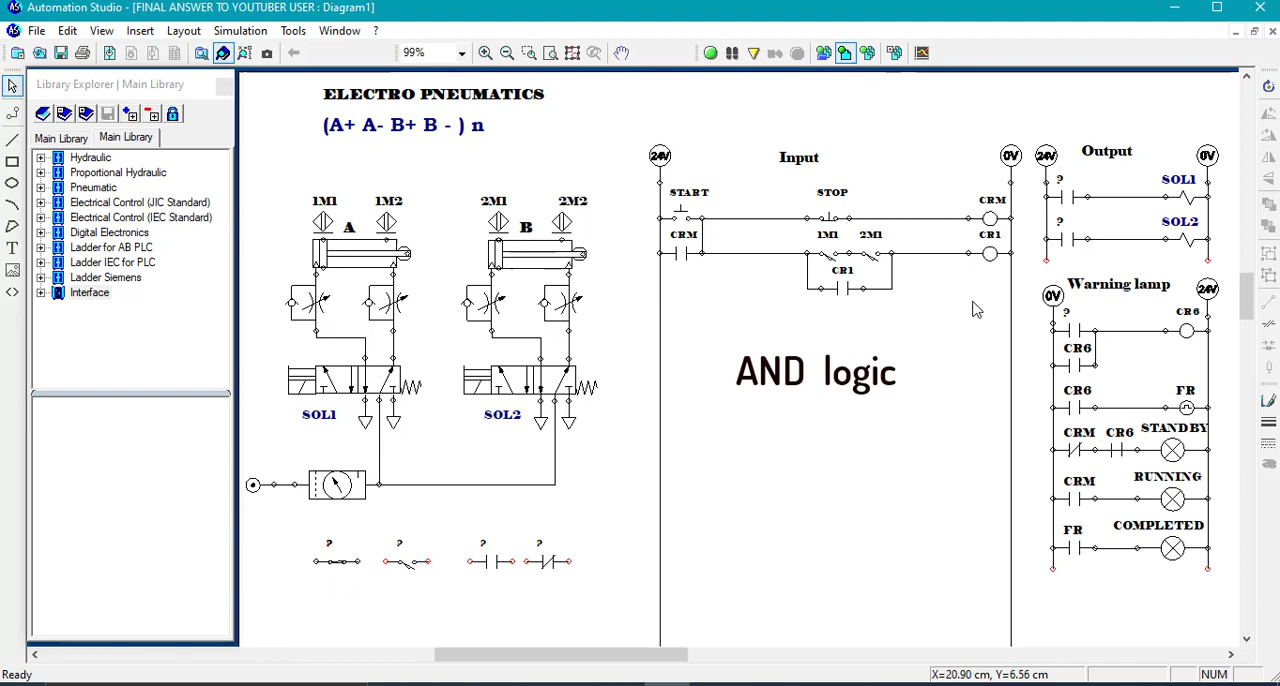 Automation Studio - [FINAL ANSWER TO YOUTUBER USER : Diagram1]
File Edit View Insert Layout Simulation Tools Window ?
99%
Library Explorer | Main Library
Main Library Main Library
Hydraulic
Proportional Hydraulic
Pneumatic
Electrical Control (JIC Standard)
Electrical Control (IEC Standard)
Digital Electronics
Ladder for AB PLC
Ladder IEC for PLC
Ladder Siemens
Interface
ELECTRO PNEUMATICS
(A+ A- B+ B - ) n
1M1 1M2 2M1 2M2
A B
SOL1 SOL2
? ? ? ?
24V Input 0V
START STOP CRM
CRM 1M1 2M1 CR1
CR1
AND logic
24V Output 0V
? SOL1
? SOL2
0V Warning lamp 24V
? CR6
CR6
CR6 FR
CRM CR6 STANDBY
CRM RUNNING
FR COMPLETED
Ready X=20.90 cm, Y=6.56 cm NUM